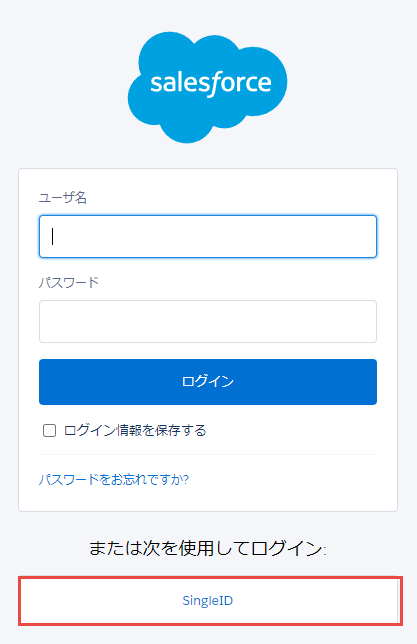 salesforce
ユーザ名
パスワード
ログイン
ログイン情報を保存する
パスワードをお忘れですか?
または次を使用してログイン:
SingleID